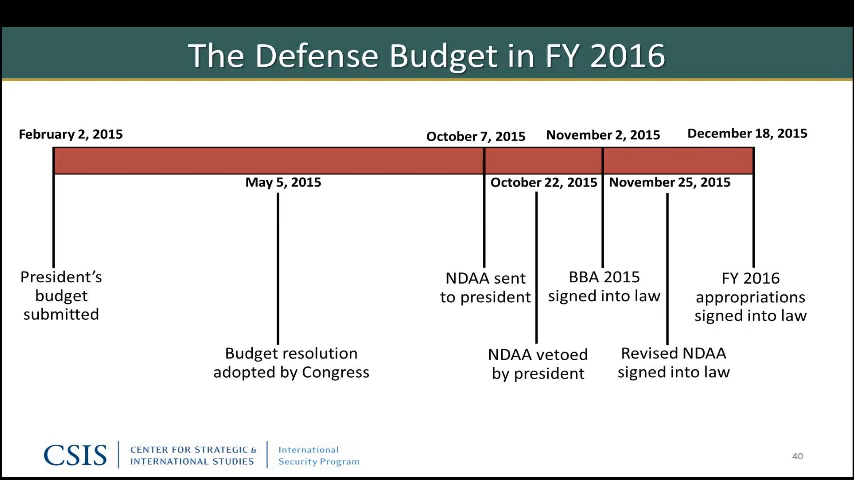 The Defense Budget in FY 2016
February 2, 2015
October 7, 2015
November 2, 2015
December 18, 2015
May 5, 2015
October 22, 2015
November 25, 2015
President's
budget
submitted
NDAA sent
to president
BBA 2015
signed into law
FY 2016
appropriations
signed into law
Budget resolution
adopted by Congress
NDAA vetoed
by president
Revised NDAA
signed into law
CSIS
CENTER FOR STRATEGIC &
INTERNATIONAL STUDIES
International
Security Program
40